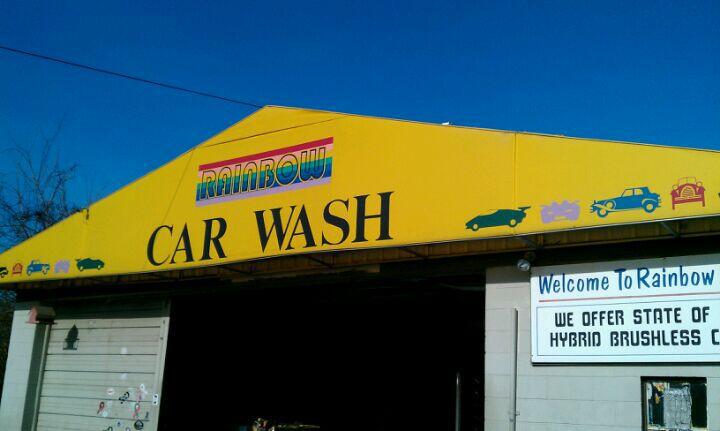 RAINBOW
CAR WASH
Welcome To Rainbow
WE OFFER STATE OF
HYBRID BRUSHLESS C